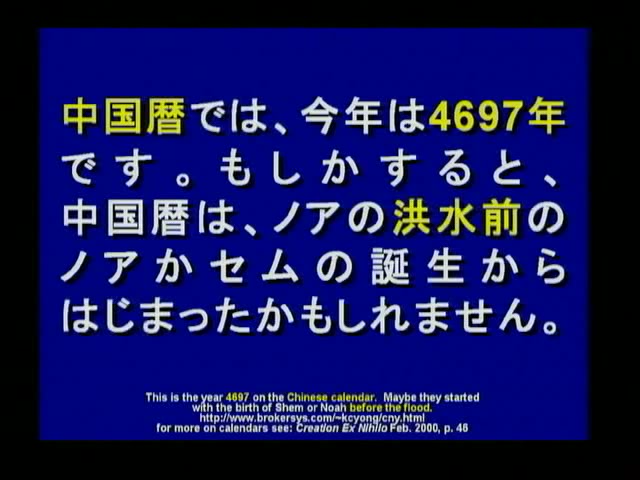 中国暦では、今年は4697年
です。もしかすると、
中国暦は、ノアの洪水前の
ノアかセムの誕生から
はじまったかもしれません。
This is the year 4697 on the Chinese calendar. Maybe they started
with the birth of Shem or Noah before the flood.
http://www.brokersys.com/~kcyong/cny.html
for more on calendars see: Creation Ex Nihilo Feb. 2000, p. 46